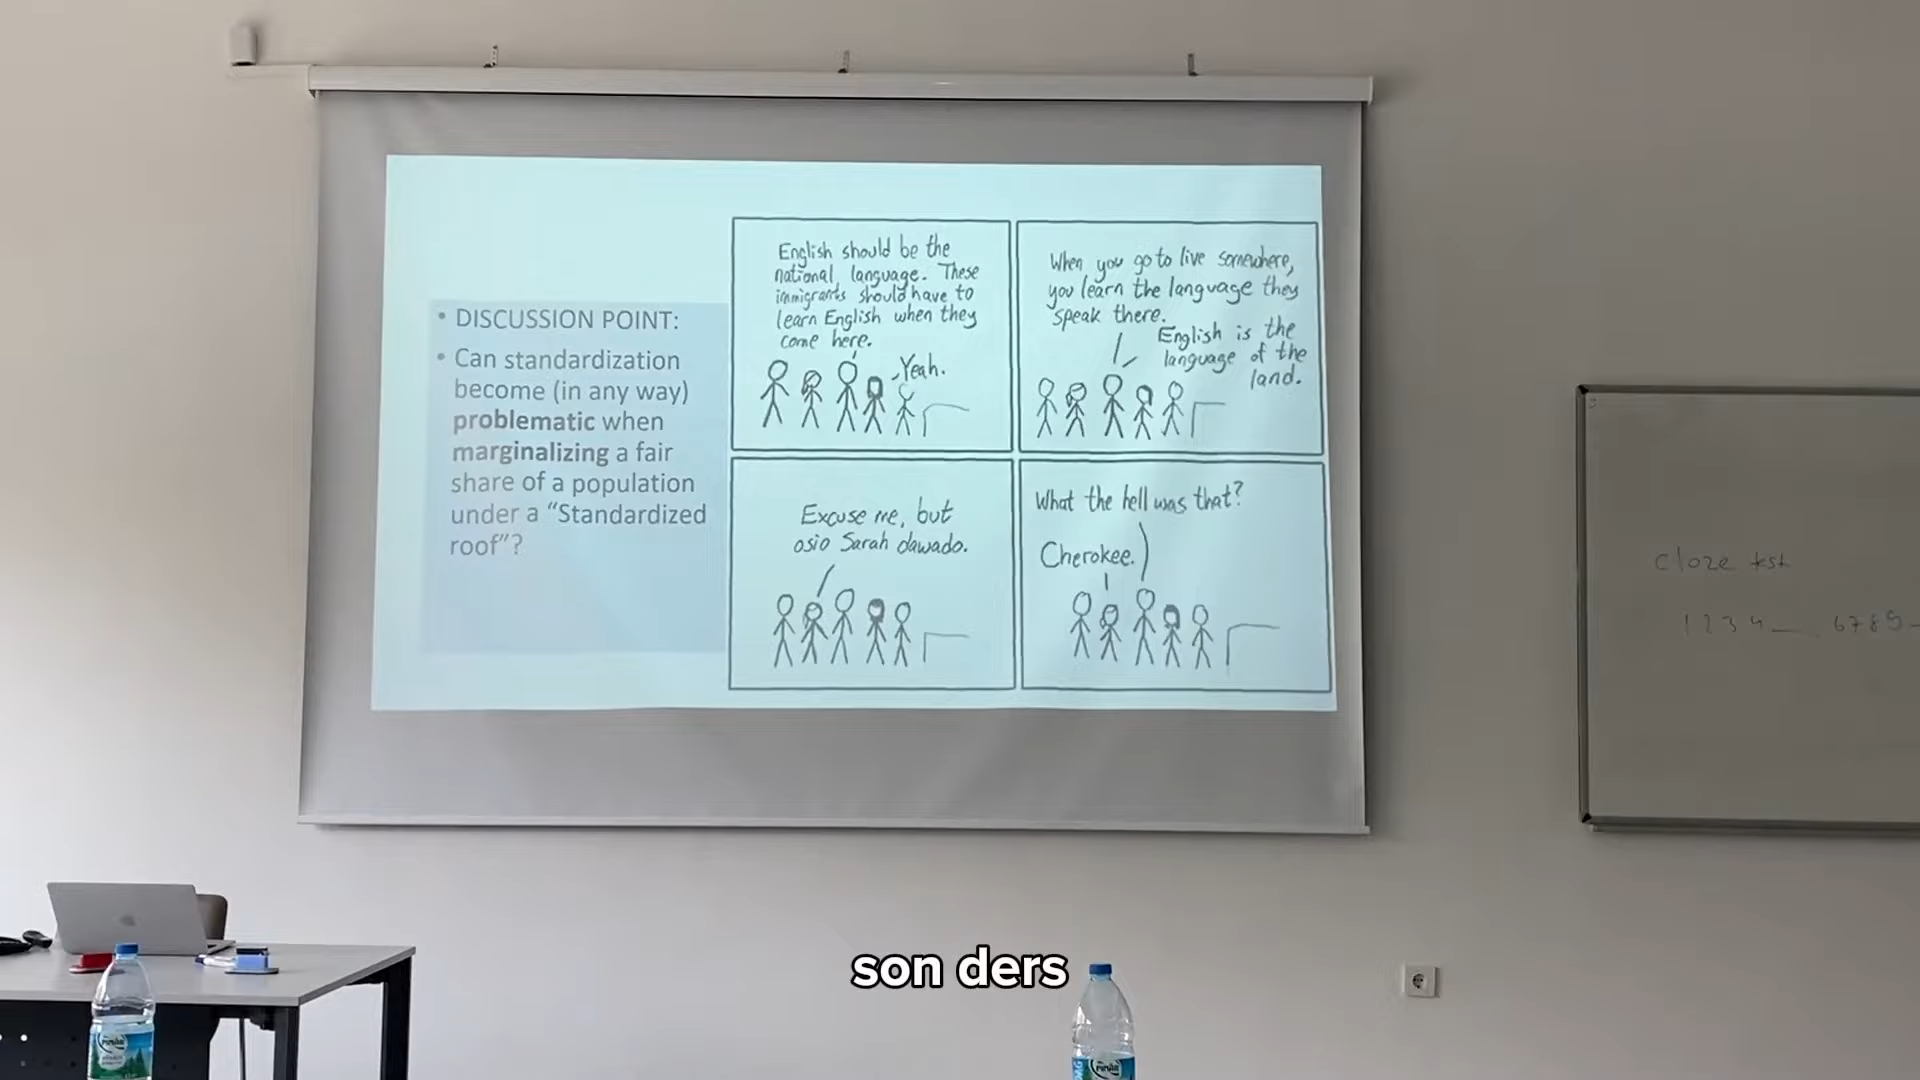 • DISCUSSION POINT:
• Can standardization
become (in any way)
problematic when
marginalizing a fair
share of a population
under a “Standardized
roof”?
English should be the
national language. These
immigrants should have to
learn English when they
come here.
Yeah.
When you go to live somewhere,
you learn the language they
speak there.
English is the
language of the
land.
Excuse me, but
osio Sarah dawado.
What the hell was that?
Cherokee.
cloze test
1 2 3 4 __ 6 7 8 9
son ders